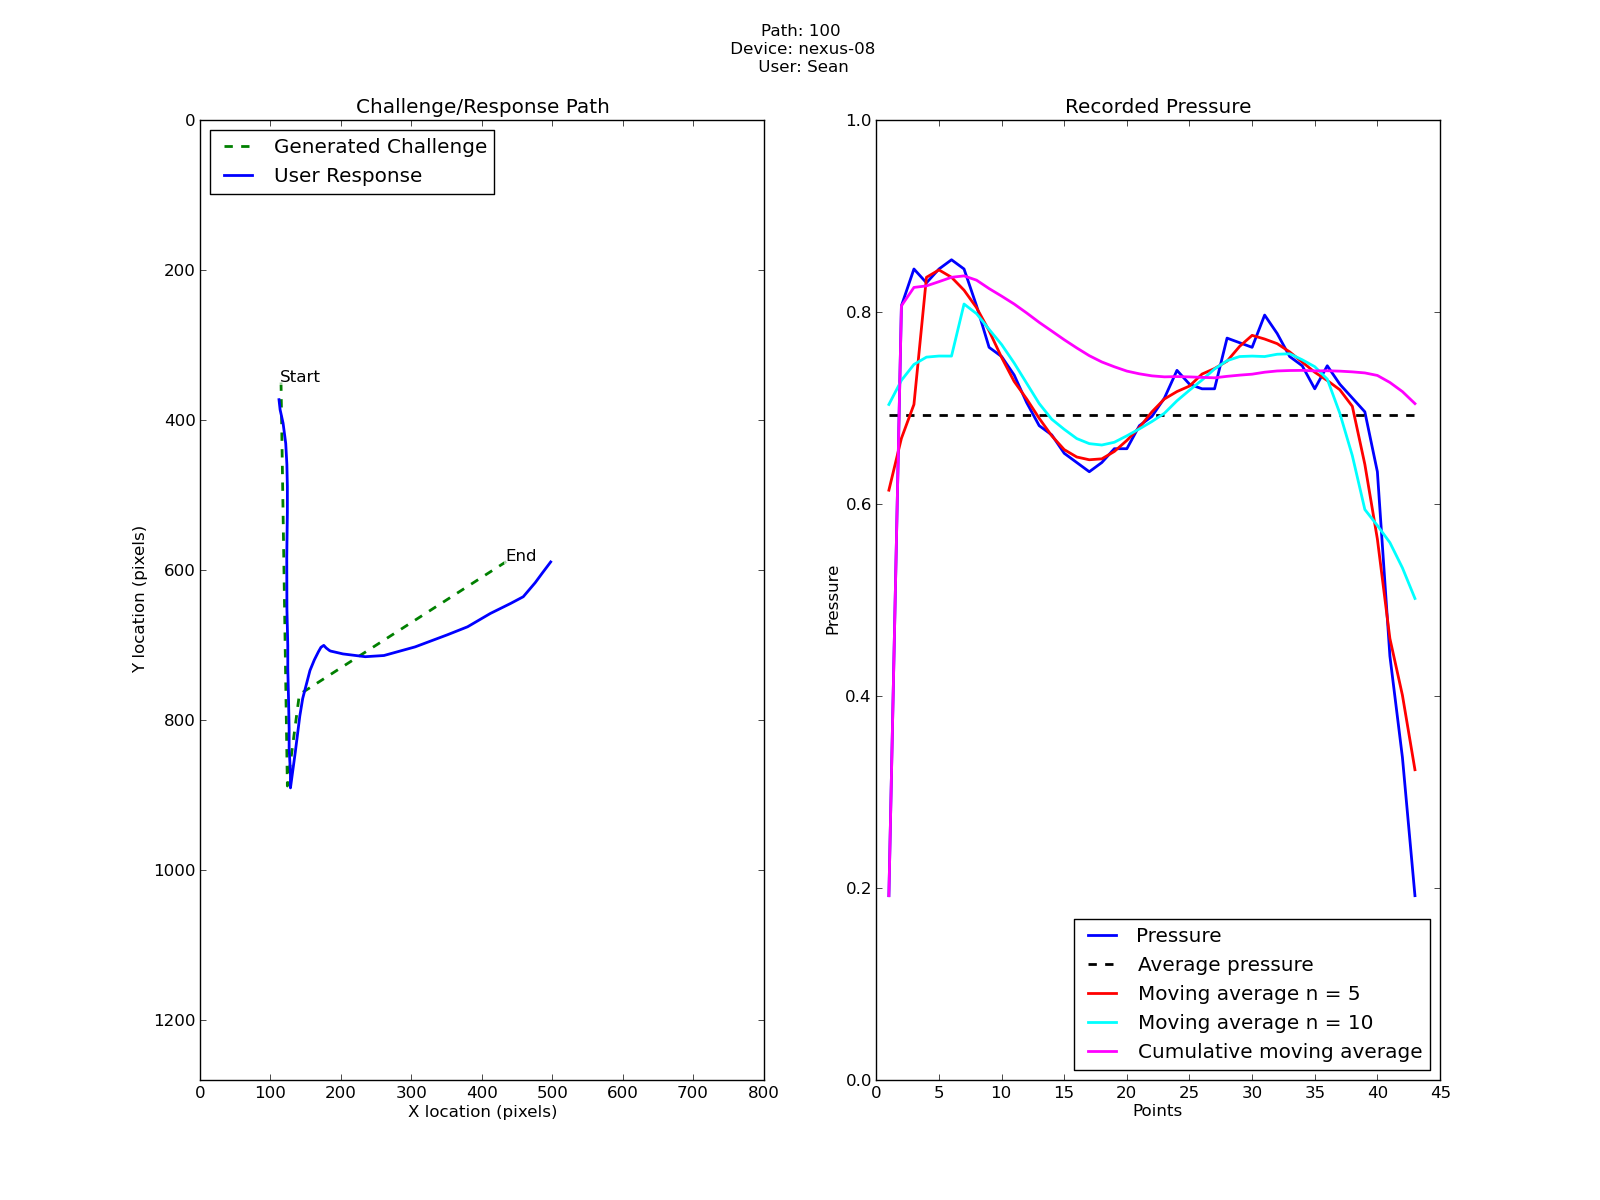 Path: 100
Device: nexus-08
User: Sean
Challenge/Response Path
Generated Challenge
User Response
Start
End
0
200
400
600
800
1000
1200
Y location (pixels)
0 100 200 300 400 500 600 700 800
X location (pixels)
Recorded Pressure
1.0
0.8
0.6
0.4
0.2
0.0
Pressure
Pressure
Average pressure
Moving average n = 5
Moving average n = 10
Cumulative moving average
0 5 10 15 20 25 30 35 40 45
Points